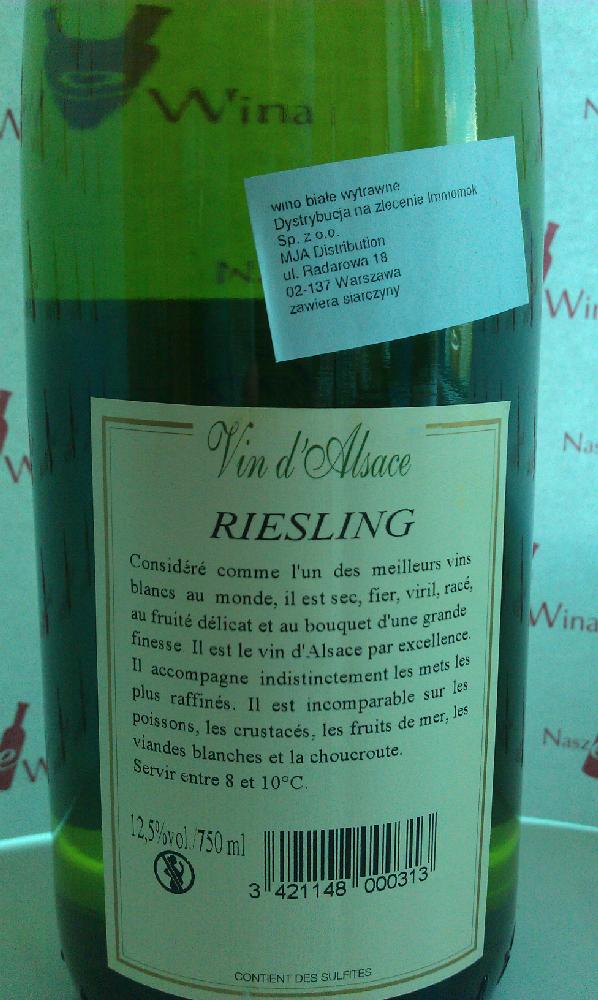 Wina
wino białe wytrawne
Dystrybucja na zlecenie Immomok
Sp. z o.o.
MJA Distribution
ul. Radarowa 18
02-137 Warszawa
zawiera siarczyny
Vin d'Alsace
RIESLING
Considéré comme l'un des meilleurs vins
blancs au monde, il est sec, fier, viril, racé,
au fruité délicat et au bouquet d'une grande
finesse. Il est le vin d'Alsace par excellence.
Il accompagne indistinctement les mets les
plus raffinés. Il est incomparable sur les
poissons, les crustacés, les fruits de mer, les
viandes blanches et la choucroute.
Servir entre 8 et 10°C.
12,5%vol./750 ml
3 421148 000313
CONTIENT DES SULFITES
Wina
Nasz